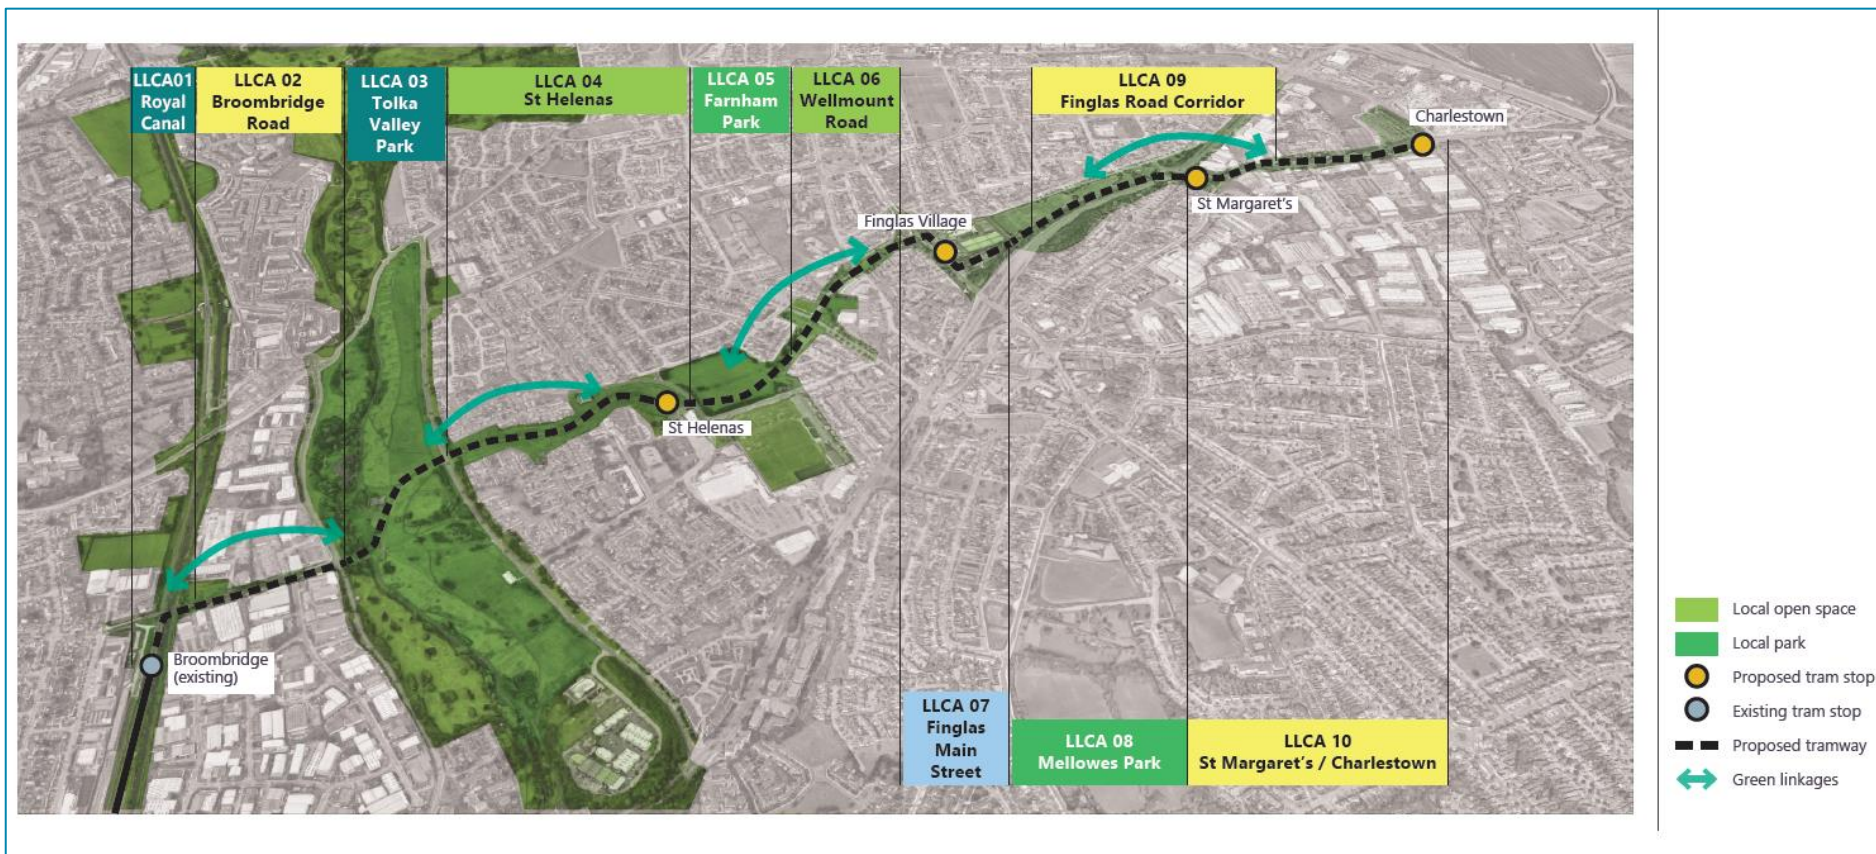 LLCA01
Royal
Canal
LLCA 02
Broombridge
Road
LLCA 03
Tolka
Valley
Park
LLCA 04
St Helenas
LLCA 05
Farnham
Park
LLCA 06
Wellmount
Road
LLCA 09
Finglas Road Corridor
Charlestown
St Margaret's
Finglas Village
St Helenas
Broombridge
(existing)
LLCA 07
Finglas
Main
Street
LLCA 08
Mellowes Park
LLCA 10
St Margaret's / Charlestown
Local open space
Local park
Proposed tram stop
Existing tram stop
Proposed tramway
Green linkages